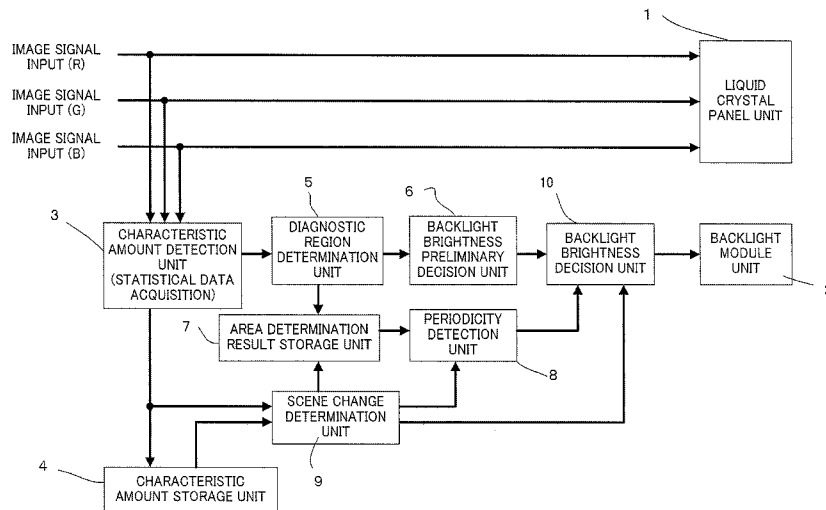 1
IMAGE SIGNAL
INPUT (R)
IMAGE SIGNAL
INPUT (G)
IMAGE SIGNAL
INPUT (B)
LIQUID
CRYSTAL
PANEL UNIT
3
CHARACTERISTIC
AMOUNT DETECTION
UNIT
(STATISTICAL DATA
ACQUISITION)
5
DIAGNOSTIC
REGION
DETERMINATION
UNIT
6
BACKLIGHT
BRIGHTNESS
PRELIMINARY
DECISION UNIT
10
BACKLIGHT
BRIGHTNESS
DECISION UNIT
BACKLIGHT
MODULE
UNIT
7
AREA DETERMINATION
RESULT STORAGE UNIT
PERIODICITY
DETECTION
UNIT
8
SCENE CHANGE
DETERMINATION
UNIT
9
4
CHARACTERISTIC
AMOUNT STORAGE UNIT